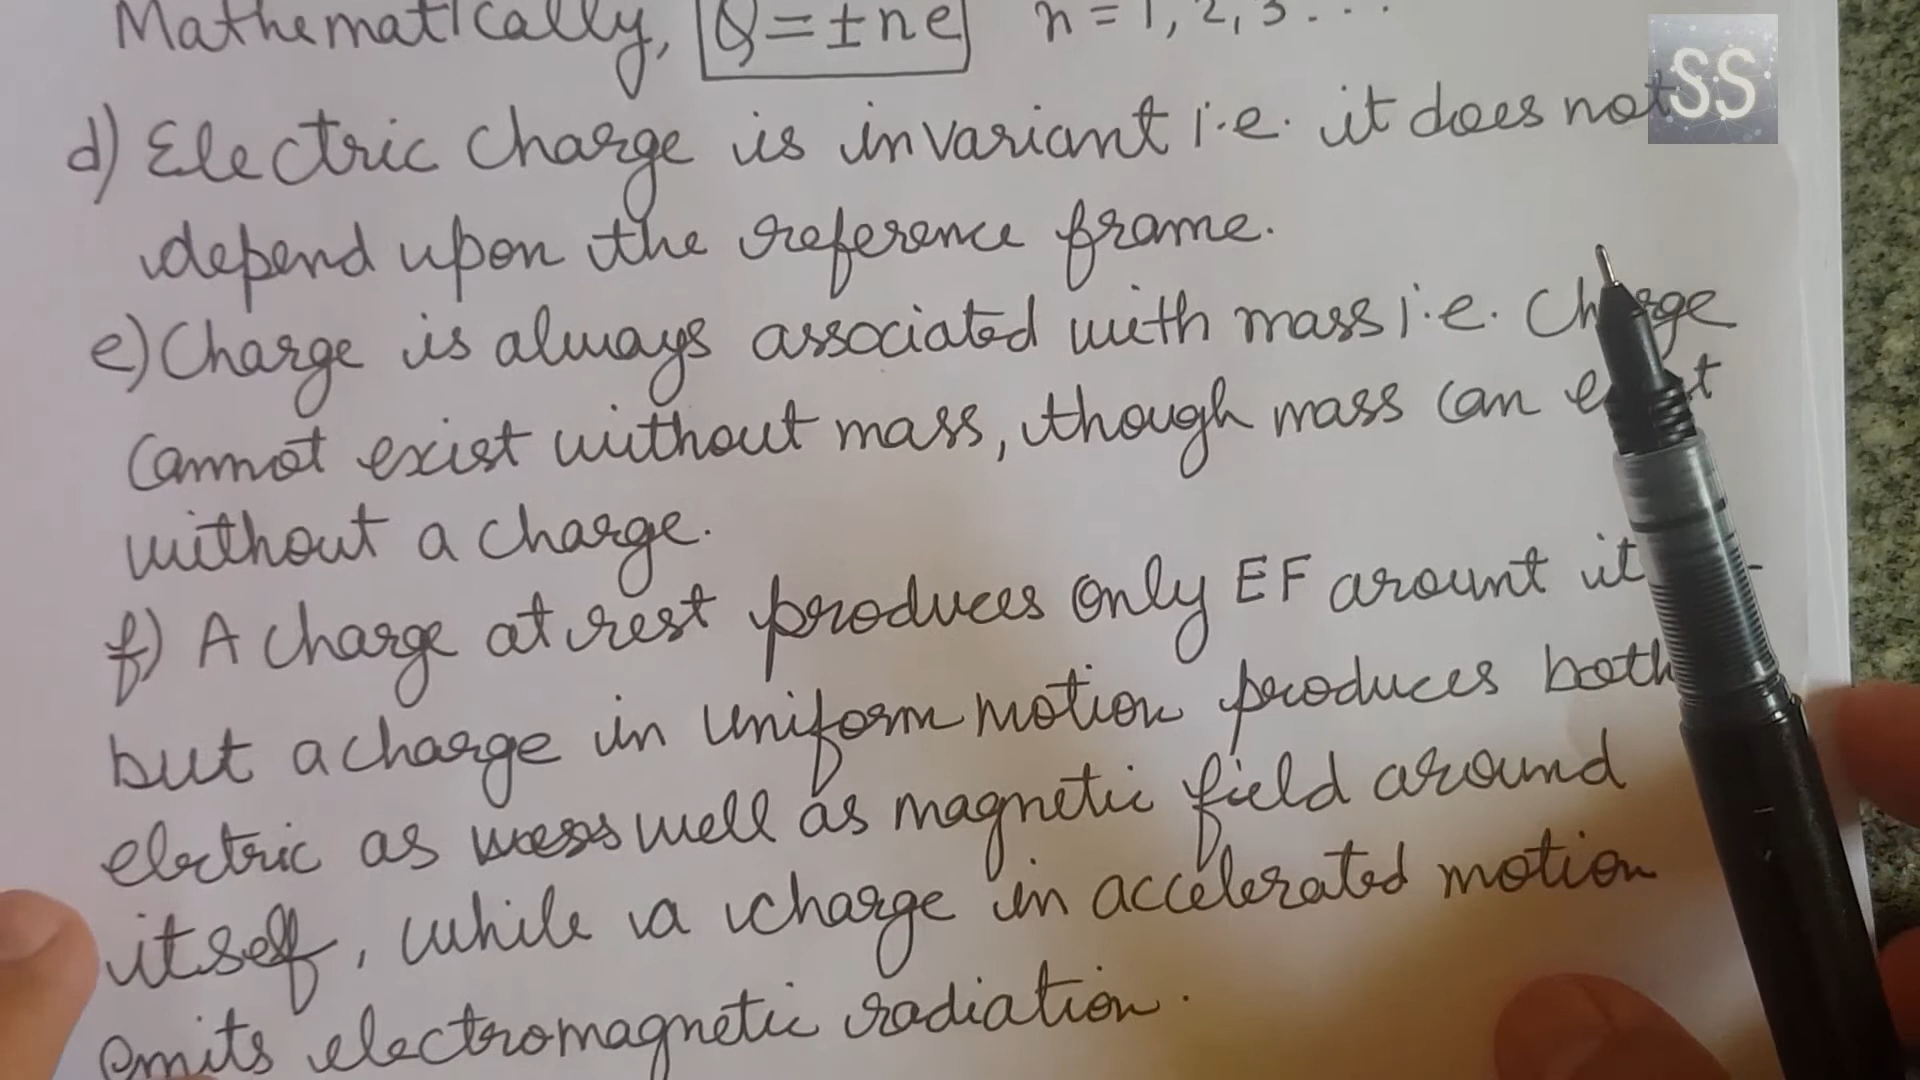 Mathematically, Q = ±ne n = 1, 2, 3 . . .
SS
d) Electric charge is invariant i.e. it does not
depend upon the reference frame.
e) Charge is always associated with mass i.e. Charge
cannot exist without mass, though mass can exist
without a charge.
f) A charge at rest produces only EF arount it
but a charge in uniform motion produces both
electric as well as magnetic field around
itself, while a charge in accelerated motion
emits electromagnetic radiation.